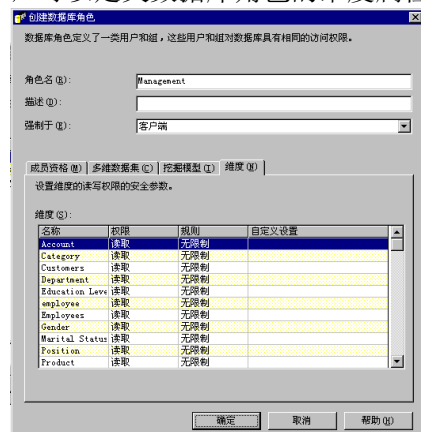 创建数据库角色
数据库角色定义了一类用户和组，这些用户和组对数据库具有相同的访问权限。
角色名(R):
Management
描述(D):
强制于(E):
客户端
成员资格(M) 多维数据集(C) 挖掘模型(I) 维度(N)
设置维度的读写权限的安全参数。
维度(S):
名称 权限 规则 自定义设置
Account 读取 无限制
Category 读取 无限制
Customers 读取 无限制
Department 读取 无限制
Education Leve 读取 无限制
employee 读取 无限制
Employees 读取 无限制
Gender 读取 无限制
Marital Status 读取 无限制
Position 读取 无限制
Product 读取 无限制
确定 取消 帮助(H)